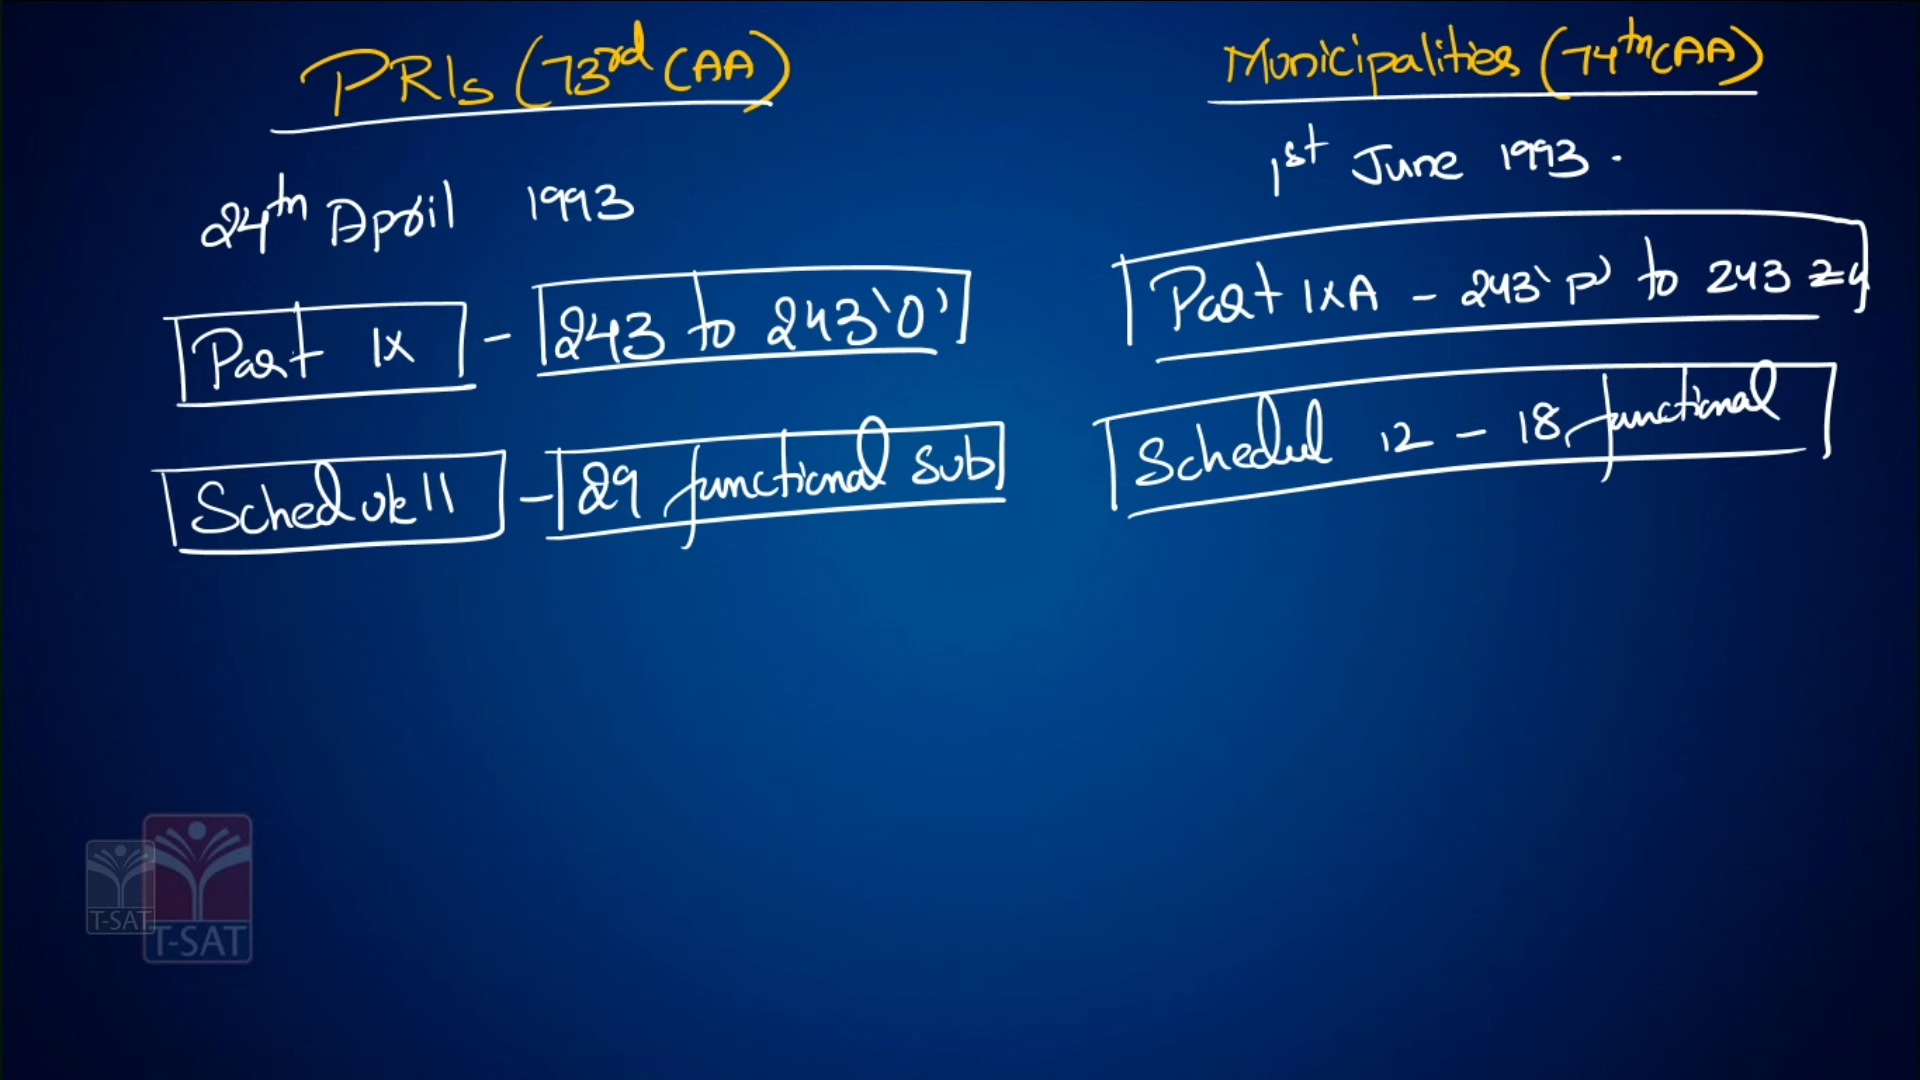 PRIs (73rd CAA)
24th April 1993
Part IX - 243 to 243'O'
Schedule 11 - 29 functional sub
Municipalities (74th CAA)
1st June 1993.
Part IXA - 243'P' to 243 ZG
Schedul 12 - 18 functional
T-SAT
T-SAT